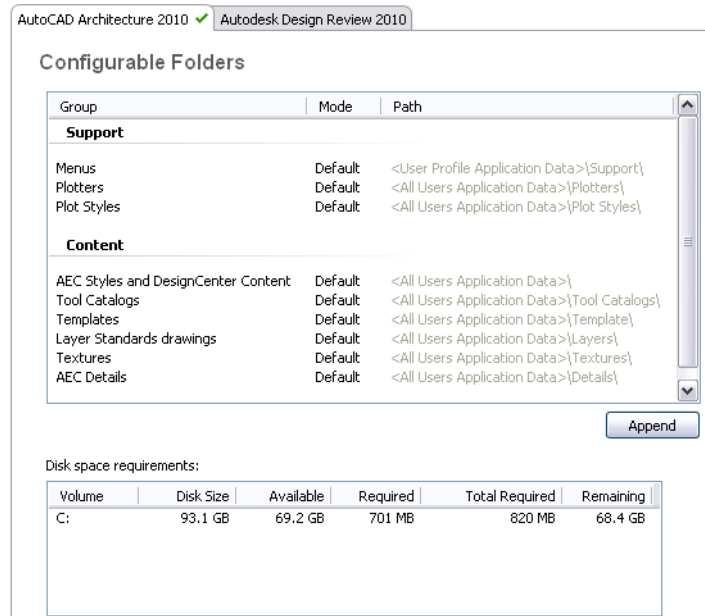 AutoCAD Architecture 2010 Autodesk Design Review 2010
Configurable Folders
Group Mode Path
Support
Menus Default <User Profile Application Data>\Support\
Plotters Default <All Users Application Data>\Plotters\
Plot Styles Default <All Users Application Data>\Plot Styles\
Content
AEC Styles and DesignCenter Content Default <All Users Application Data>\
Tool Catalogs Default <All Users Application Data>\Tool Catalogs\
Templates Default <All Users Application Data>\Template\
Layer Standards drawings Default <All Users Application Data>\Layers\
Textures Default <All Users Application Data>\Textures\
AEC Details Default <All Users Application Data>\Details\
Append
Disk space requirements:
Volume Disk Size Available Required Total Required Remaining
C: 93.1 GB 69.2 GB 701 MB 820 MB 68.4 GB